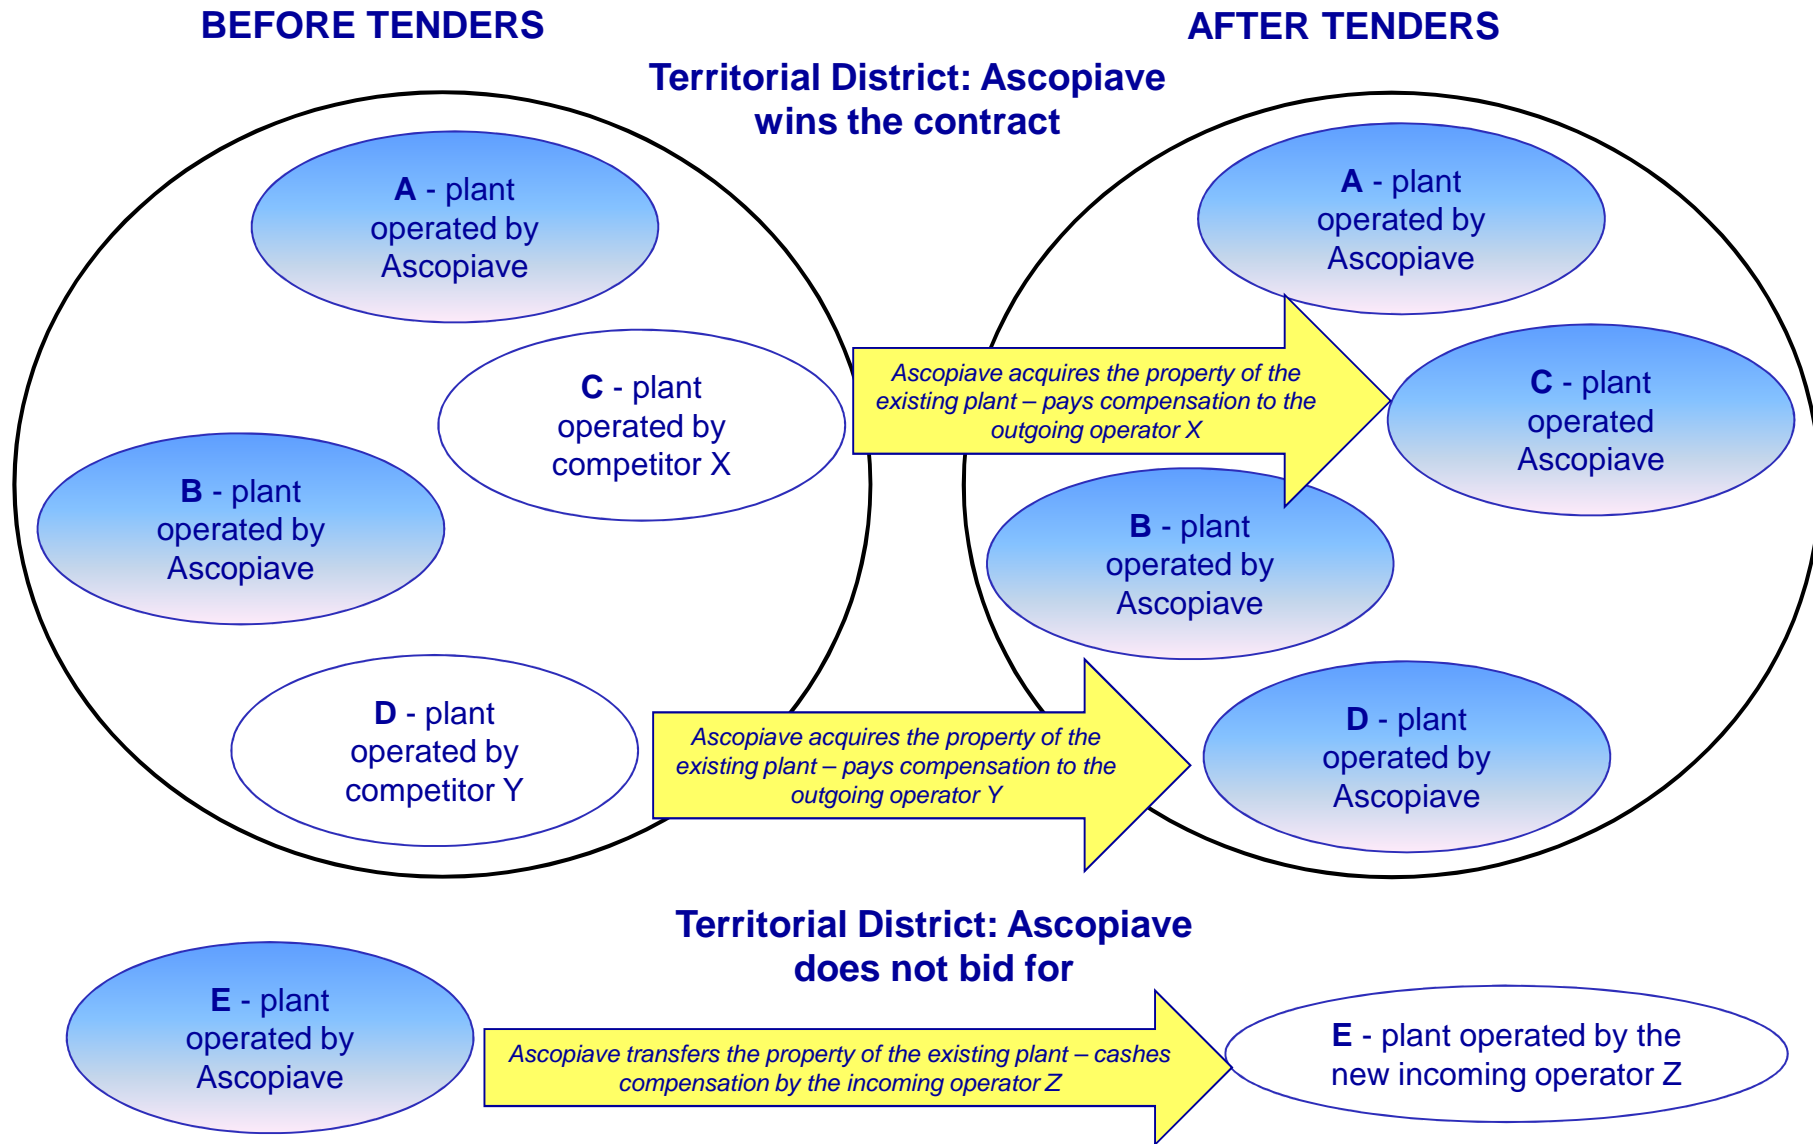 BEFORE TENDERS
AFTER TENDERS
Territorial District: Ascopiave
wins the contract
A - plant
operated by
Ascopiave
C - plant
operated by
competitor X
B - plant
operated by
Ascopiave
D - plant
operated by
competitor Y
Ascopiave acquires the property of the
existing plant – pays compensation to the
outgoing operator X
Ascopiave acquires the property of the
existing plant – pays compensation to the
outgoing operator Y
A - plant
operated by
Ascopiave
C - plant
operated
Ascopiave
B - plant
operated by
Ascopiave
D - plant
operated by
Ascopiave
Territorial District: Ascopiave
does not bid for
E - plant
operated by
Ascopiave
Ascopiave transfers the property of the existing plant – cashes
compensation by the incoming operator Z
E - plant operated by the
new incoming operator Z